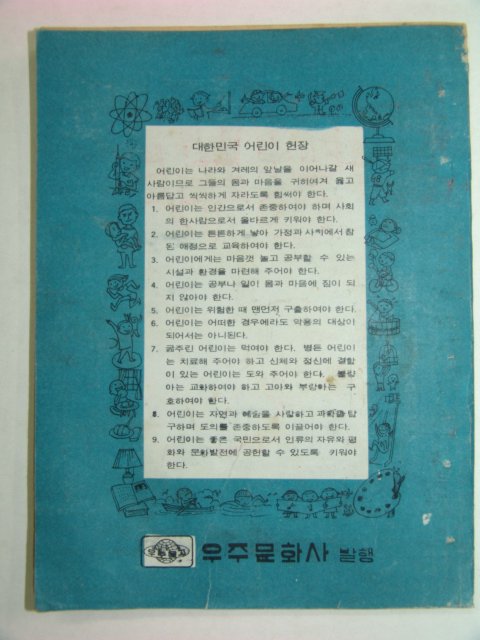 대한민국 어린이 헌장
어린이는 나라와 겨레의 앞날을 이어나갈 새
사람이므로 그들의 몸과 마음을 귀히여겨 옳고
아름답고 씩씩하게 자라도록 힘써야 한다.
1. 어린이는 인간으로서 존중하여야 하며 사회
의 한사람으로서 올바르게 키워야 한다.
2. 어린이는 튼튼하게 낳아 가정과 사회에서 참
된 애정으로 교육하여야 한다.
3. 어린이에게는 마음껏 놀고 공부할 수 있는
시설과 환경을 마련해 주어야 한다.
4. 어린이는 공부나 일이 몸과 마음에 짐이 되
지 않아야 한다.
5. 어린이는 위험한 때 맨먼저 구출하여야 한다.
6. 어린이는 어떠한 경우에라도 악용의 대상이
되어서는 아니된다.
7. 굶주린 어린이는 먹여야 한다. 병든 어린이
는 치료해 주어야 하고 신체와 정신에 결함
이 있는 어린이는 도와 주어야 한다. 불량
아는 교화하여야 하고 고아와 부랑아는 구
호하여야 한다.
8. 어린이는 자연과 예술을 사랑하고 과학을 탐
구하며 도의를 존중하도록 이끌어야 한다.
9. 어린이는 좋은 국민으로서 인류의 자유와 평
화와 문화발전에 공헌할 수 있도록 키워야
한다.
우주문화사 발행